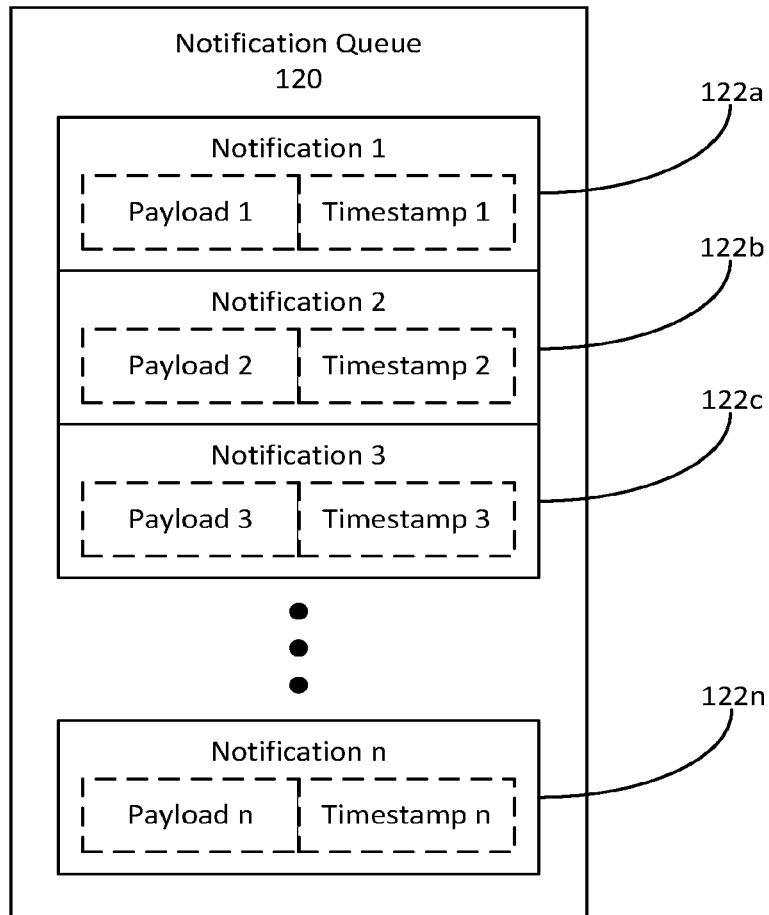 Notification Queue
120
122a
Notification 1
Payload 1 Timestamp 1
122b
Notification 2
Payload 2 Timestamp 2
122c
Notification 3
Payload 3 Timestamp 3
122n
Notification n
Payload n Timestamp n